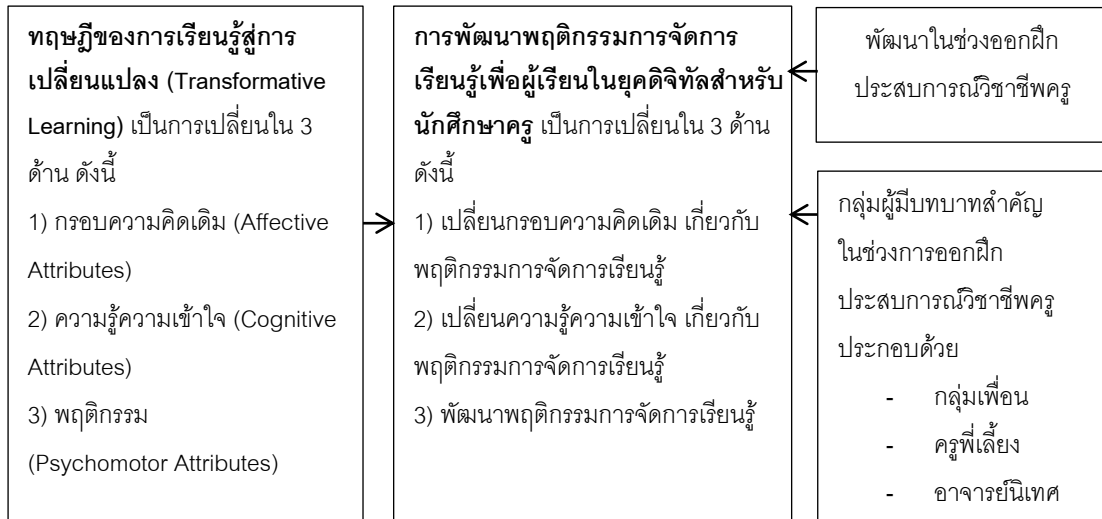 ทฤษฎีของการเรียนรู้สู่การ
เปลี่ยนแปลง (Transformative
Learning) เป็นการเปลี่ยนใน 3
ด้าน ดังนี้
1) กรอบความคิดเดิม (Affective
Attributes)
2) ความรู้ความเข้าใจ (Cognitive
Attributes)
3) พฤติกรรม
(Psychomotor Attributes)
การพัฒนาพฤติกรรมการจัดการ
เรียนรู้เพื่อผู้เรียนในยุคดิจิทัลสำหรับ
นักศึกษาครู เป็นการเปลี่ยนใน 3 ด้าน
ดังนี้
1) เปลี่ยนกรอบความคิดเดิม เกี่ยวกับ
พฤติกรรมการจัดการเรียนรู้
2) เปลี่ยนความรู้ความเข้าใจ เกี่ยวกับ
พฤติกรรมการจัดการเรียนรู้
3) พัฒนาพฤติกรรมการจัดการเรียนรู้
พัฒนาในช่วงออกฝึก
ประสบการณ์วิชาชีพครู
กลุ่มผู้มีบทบาทสำคัญ
ในช่วงการออกฝึก
ประสบการณ์วิชาชีพครู
ประกอบด้วย
- กลุ่มเพื่อน
- ครูพี่เลี้ยง
- อาจารย์นิเทศ